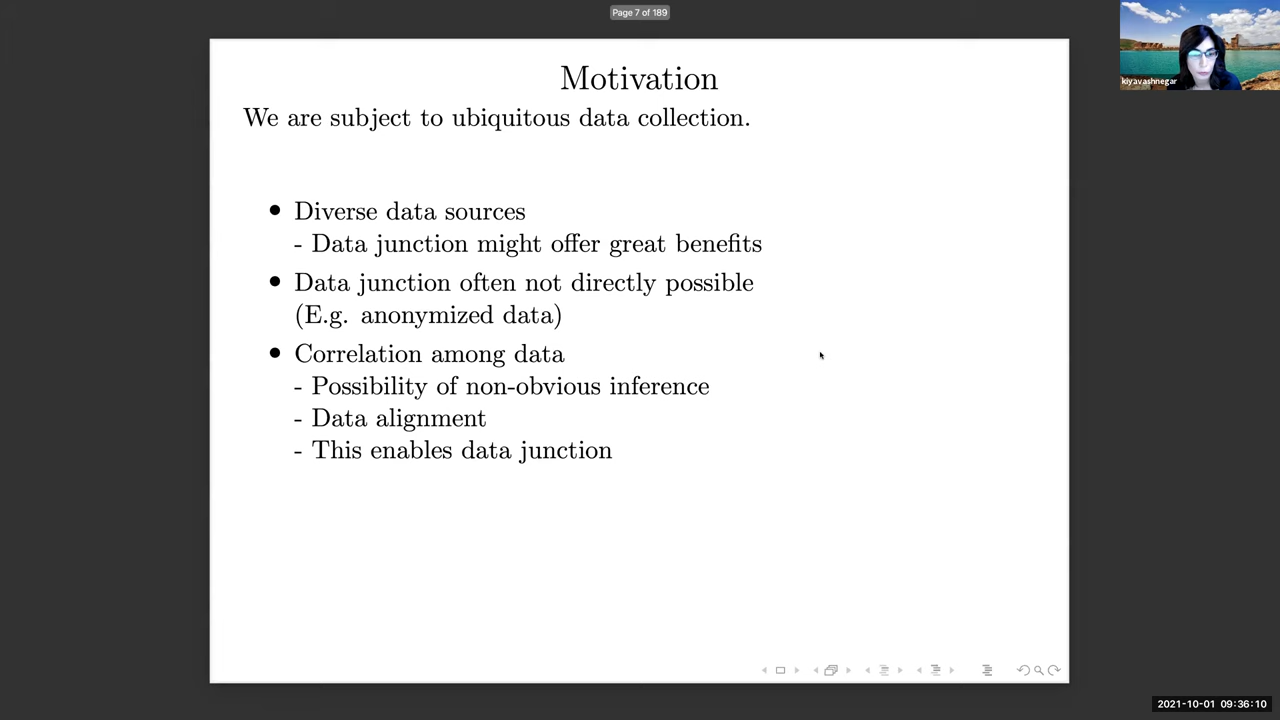 Page 7 of 189
kiyavashnegar
Motivation
We are subject to ubiquitous data collection.
• Diverse data sources
- Data junction might offer great benefits
• Data junction often not directly possible
(E.g. anonymized data)
• Correlation among data
- Possibility of non-obvious inference
- Data alignment
- This enables data junction
2021-10-01 09:36:10